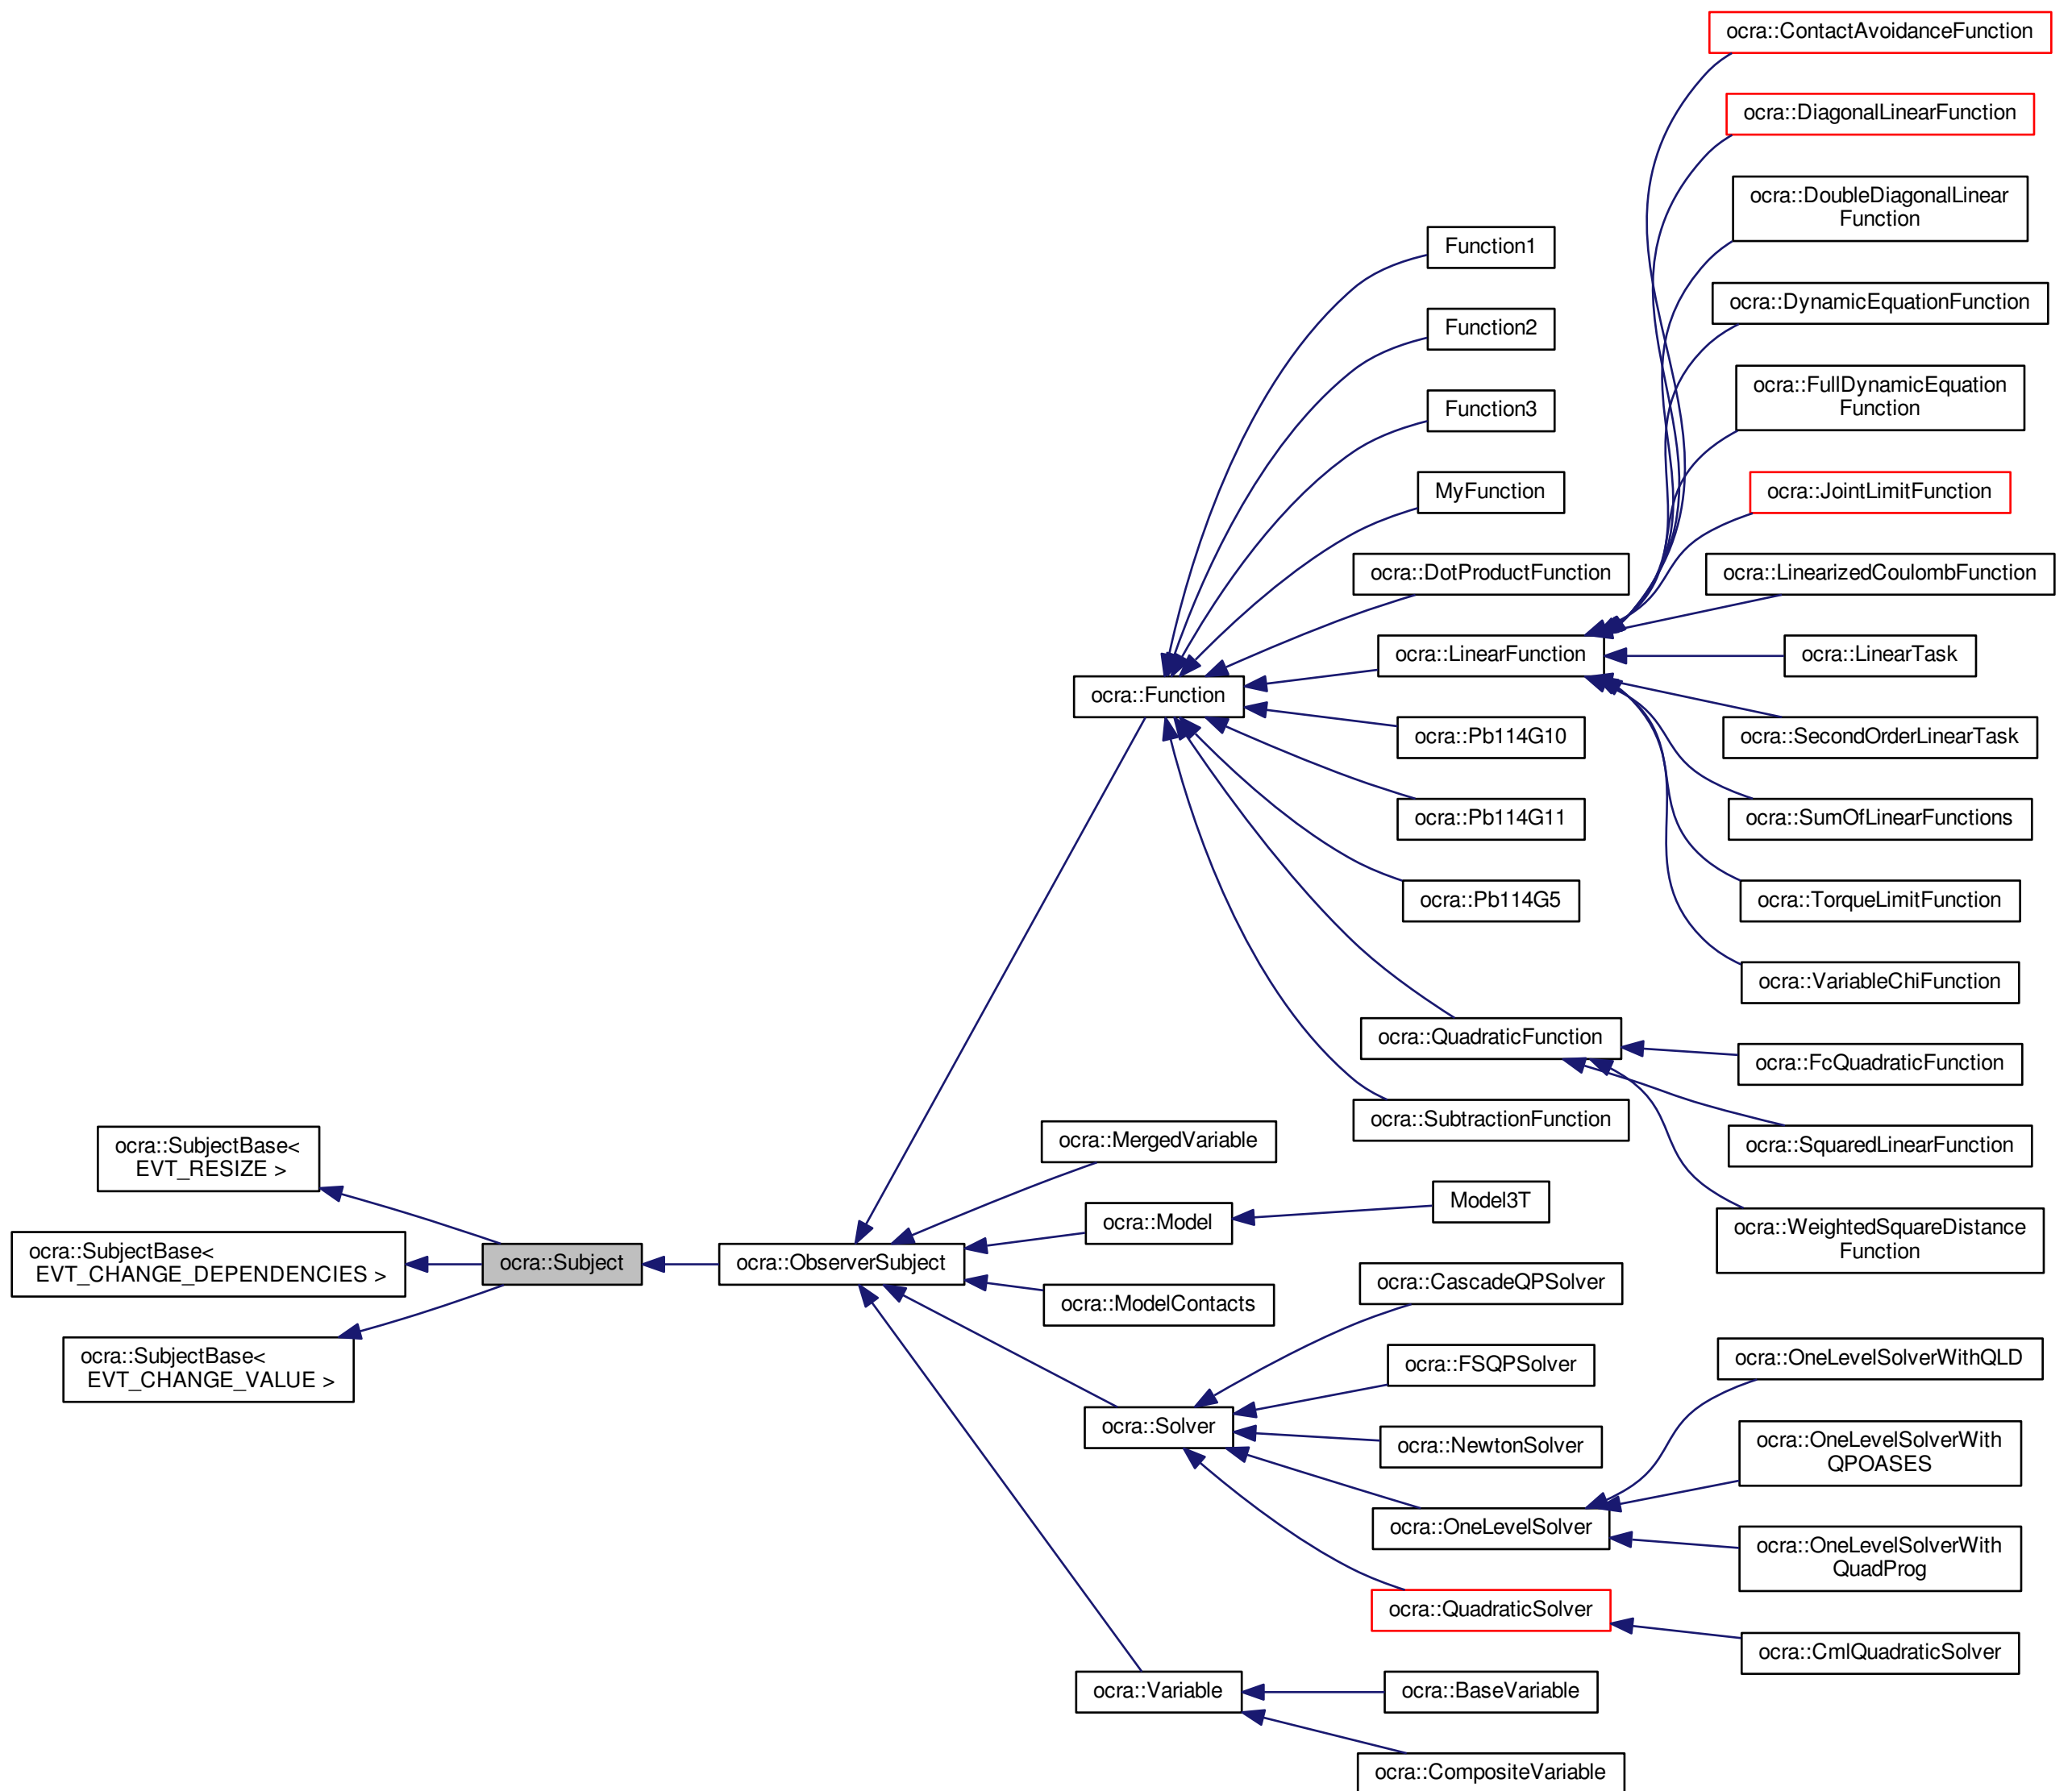 ocra::ContactAvoidanceFunction
ocra::DiagonalLinearFunction
ocra::DoubleDiagonalLinear
Function
Function1
ocra::DynamicEquationFunction
Function2
ocra::FullDynamicEquation
Function
Function3
MyFunction
ocra::JointLimitFunction
ocra::DotProductFunction
ocra::LinearizedCoulombFunction
ocra::LinearFunction
ocra::LinearTask
ocra::Function
ocra::Pb114G10
ocra::SecondOrderLinearTask
ocra::Pb114G11
ocra::SumOfLinearFunctions
ocra::Pb114G5
ocra::TorqueLimitFunction
ocra::VariableChiFunction
ocra::QuadraticFunction
ocra::FcQuadraticFunction
ocra::SubtractionFunction
ocra::SquaredLinearFunction
ocra::WeightedSquareDistance
Function
ocra::SubjectBase<
EVT_RESIZE >
ocra::SubjectBase<
EVT_CHANGE_DEPENDENCIES >
ocra::SubjectBase<
EVT_CHANGE_VALUE >
ocra::Subject
ocra::ObserverSubject
ocra::MergedVariable
ocra::Model
Model3T
ocra::ModelContacts
ocra::CascadeQPSolver
ocra::FSQPSolver
ocra::Solver
ocra::NewtonSolver
ocra::OneLevelSolver
ocra::OneLevelSolverWithQLD
ocra::OneLevelSolverWith
QPOASES
ocra::OneLevelSolverWith
QuadProg
ocra::QuadraticSolver
ocra::CmlQuadraticSolver
ocra::Variable
ocra::BaseVariable
ocra::CompositeVariable